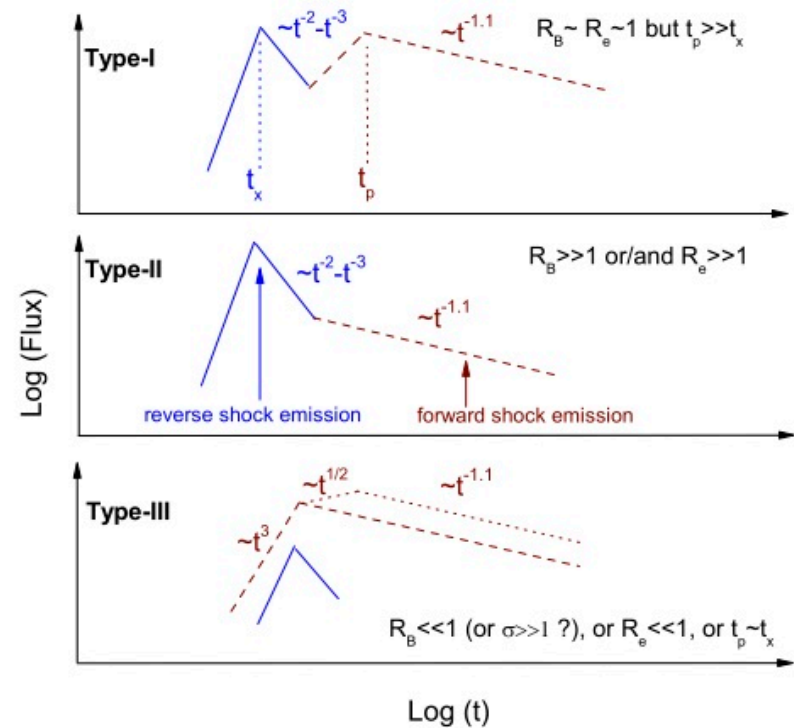 ~t^-2-t^-3
~t^-1.1
R_B~ R_e~1 but t_p>>t_x
Type-I
t_x
t_p
Type-II
R_B>>1 or/and R_e>>1
~t^-2-t^-3
~t^-1.1
Log (Flux)
reverse shock emission
forward shock emission
~t^1/2
~t^-1.1
Type-III
~t^3
R_B<<1 (or σ>>1 ?), or R_e<<1, or t_p~t_x
Log (t)